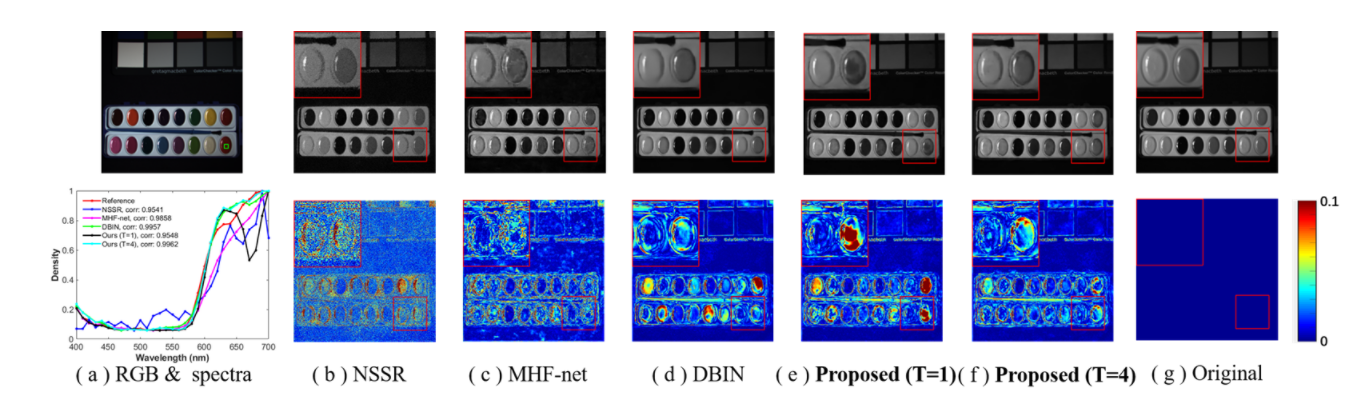 1
0.8
0.6
0.4
0.2
0
Density
Reference
NSSR, corr: 0.9541
MHF-net, corr: 0.9858
DBIN, corr: 0.9957
Ours (T=1), corr: 0.9548
Ours (T=4), corr: 0.9962
400 450 500 550 600 650 700
Wavelength (nm)
0.1
0
( a ) RGB & spectra ( b ) NSSR ( c ) MHF-net ( d ) DBIN ( e ) Proposed (T=1) ( f ) Proposed (T=4) ( g ) Original